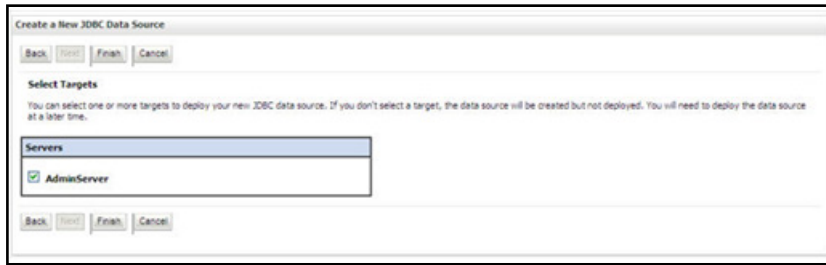 Create a New JDBC Data Source
Back Next Finish Cancel
Select Targets
You can select one or more targets to deploy your new JDBC data source. If you don't select a target, the data source will be created but not deployed. You will need to deploy the data source
at a later time.
Servers
AdminServer
Back Next Finish Cancel